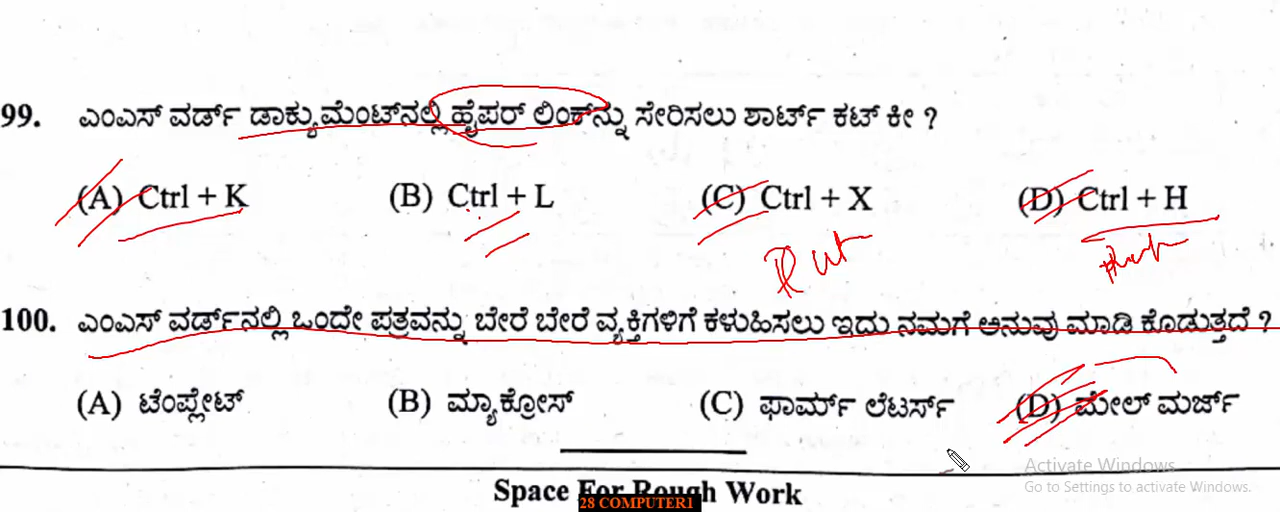 99. ಎಂಎಸ್ ವರ್ಡ್ ಡಾಕ್ಯುಮೆಂಟ್‌ನಲ್ಲಿ ಹೈಪರ್ ಲಿಂಕ್‌ನ್ನು ಸೇರಿಸಲು ಶಾರ್ಟ್ ಕಟ್ ಕೀ ?
(A) Ctrl + K (B) Ctrl + L (C) Ctrl + X (D) Ctrl + H
100. ಎಂಎಸ್ ವರ್ಡ್‌ನಲ್ಲಿ ಒಂದೇ ಪತ್ರವನ್ನು ಬೇರೆ ಬೇರೆ ವ್ಯಕ್ತಿಗಳಿಗೆ ಕಳುಹಿಸಲು ಇದು ನಮಗೆ ಅನುವು ಮಾಡಿ ಕೊಡುತ್ತದೆ ?
(A) ಟೆಂಪ್ಲೇಟ್ (B) ಮ್ಯಾಕ್ರೋಸ್ (C) ಫಾರ್ಮ್ ಲೆಟರ್ಸ್ (D) ಮೇಲ್ ಮರ್ಜ್
Activate Windows
Go to Settings to activate Windows.
Space For Rough Work
28 COMPUTER1